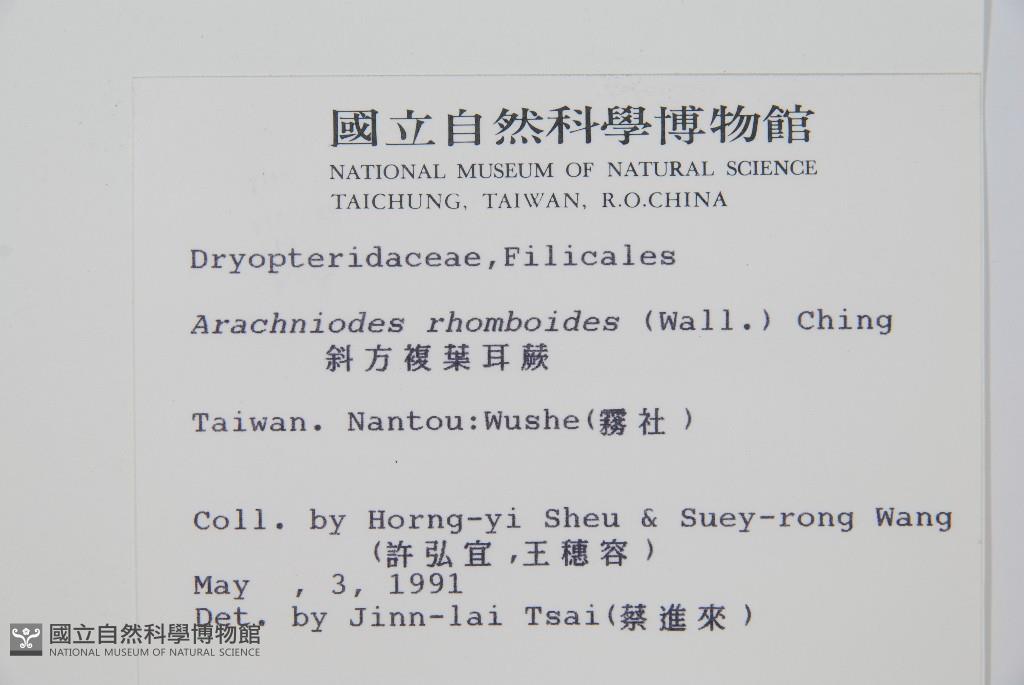 國立自然科學博物館
NATIONAL MUSEUM OF NATURAL SCIENCE
TAICHUNG, TAIWAN, R.O.CHINA
Dryopteridaceae,Filicales
Arachniodes rhomboides (Wall.) Ching
斜方複葉耳蕨
Taiwan. Nantou:Wushe(霧社)
Coll. by Horng-yi Sheu & Suey-rong Wang
(許弘宜,王穗容)
May , 3, 1991
Det. by Jinn-lai Tsai(蔡進來)
國立自然科學博物館
NATIONAL MUSEUM OF NATURAL SCIENCE